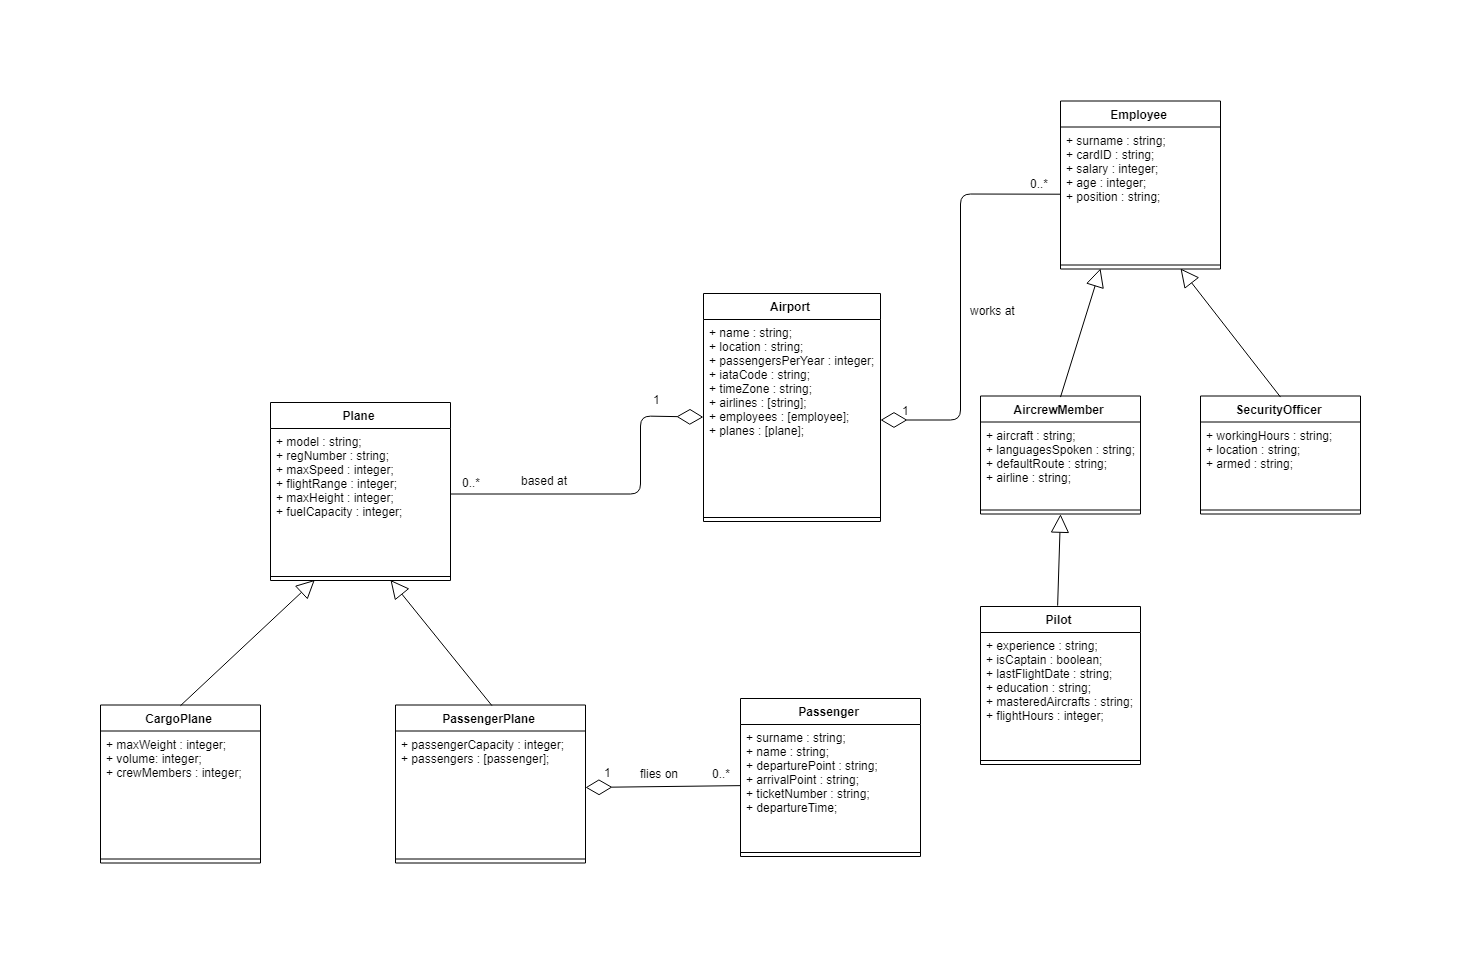 Employee
+ surname : string;
+ cardID : string;
+ salary : integer;
+ age : integer;
+ position : string;
0..*
works at
Airport
+ name : string;
+ location : string;
+ passengersPerYear : integer;
+ iataCode : string;
+ timeZone : string;
+ airlines : [string];
+ employees : [employee];
+ planes : [plane];
1
1
Plane
+ model : string;
+ regNumber : string;
+ maxSpeed : integer;
+ flightRange : integer;
+ maxHeight : integer;
+ fuelCapacity : integer;
0..*
based at
AircrewMember
+ aircraft : string;
+ languagesSpoken : string;
+ defaultRoute : string;
+ airline : string;
SecurityOfficer
+ workingHours : string;
+ location : string;
+ armed : string;
Pilot
+ experience : string;
+ isCaptain : boolean;
+ lastFlightDate : string;
+ education : string;
+ masteredAircrafts : string;
+ flightHours : integer;
CargoPlane
+ maxWeight : integer;
+ volume: integer;
+ crewMembers : integer;
PassengerPlane
+ passengerCapacity : integer;
+ passengers : [passenger];
1
flies on
0..*
Passenger
+ surname : string;
+ name : string;
+ departurePoint : string;
+ arrivalPoint : string;
+ ticketNumber : string;
+ departureTime;